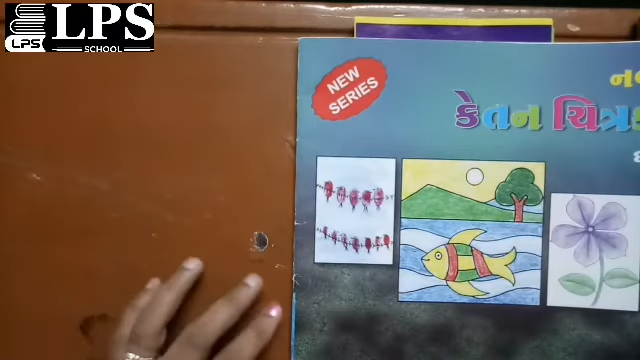 LPS
SCHOOL
LPS
NEW
SERIES
કેતન